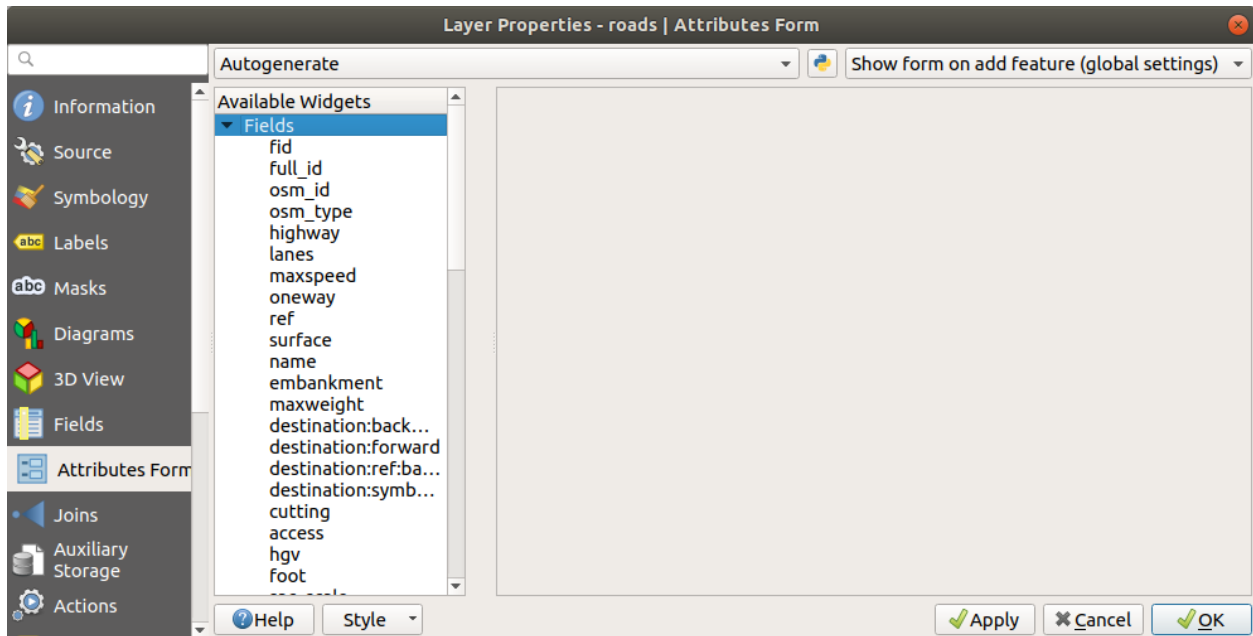 Layer Properties - roads | Attributes Form
Autogenerate
Show form on add feature (global settings)
Information
Source
Symbology
abc Labels
abc Masks
Diagrams
3D View
Fields
Attributes Form
Joins
Auxiliary
Storage
Actions
Available Widgets
Fields
fid
full_id
osm_id
osm_type
highway
lanes
maxspeed
oneway
ref
surface
name
embankment
maxweight
destination:back...
destination:forward
destination:ref:ba...
destination:symb...
cutting
access
hgv
foot
Help
Style
Apply
Cancel
OK